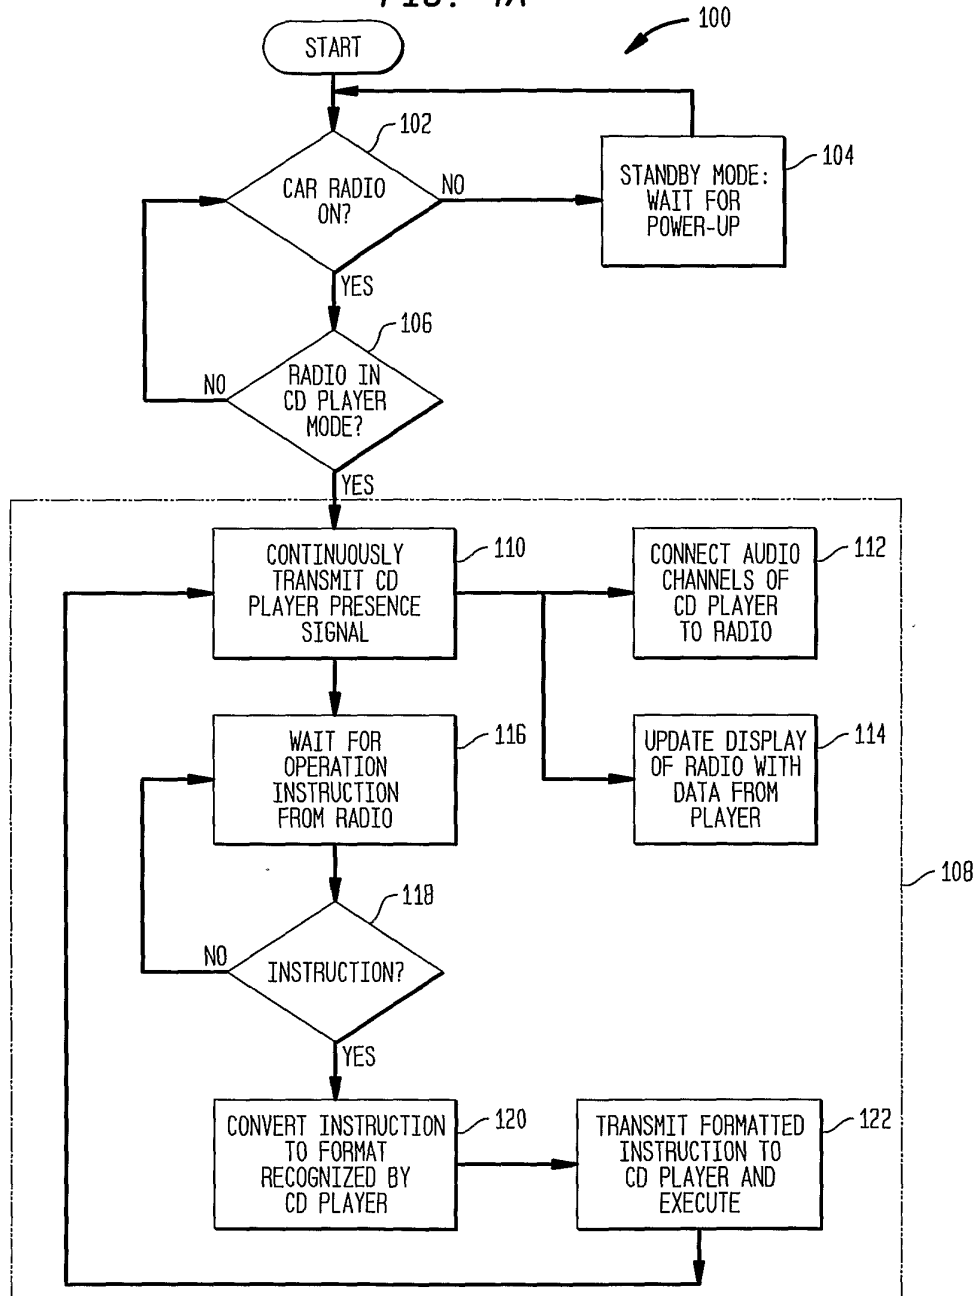 FIG. 4A
100
START
102
CAR RADIO
ON?
NO
104
STANDBY MODE:
WAIT FOR
POWER-UP
YES
106
RADIO IN
CD PLAYER
MODE?
NO
YES
110
CONTINUOUSLY
TRANSMIT CD
PLAYER PRESENCE
SIGNAL
112
CONNECT AUDIO
CHANNELS OF
CD PLAYER
TO RADIO
116
WAIT FOR
OPERATION
INSTRUCTION
FROM RADIO
114
UPDATE DISPLAY
OF RADIO WITH
DATA FROM
PLAYER
108
118
INSTRUCTION?
NO
YES
120
CONVERT INSTRUCTION
TO FORMAT
RECOGNIZED BY
CD PLAYER
122
TRANSMIT FORMATTED
INSTRUCTION TO
CD PLAYER AND
EXECUTE